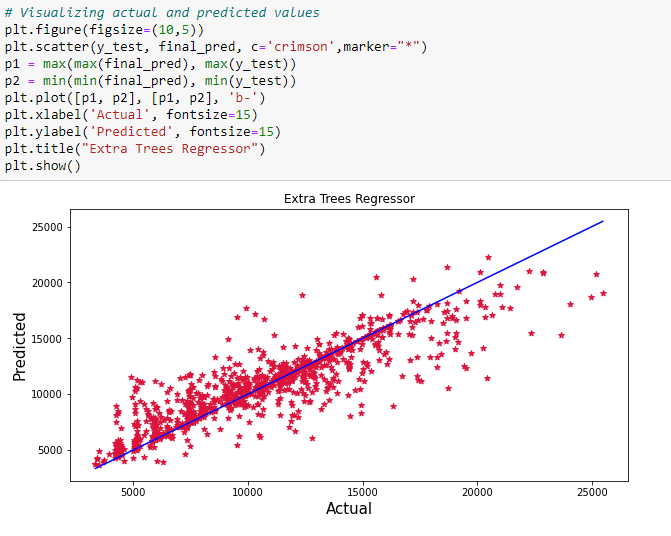 # Visualizing actual and predicted values
plt.figure(figsize=(10,5))
plt.scatter(y_test, final_pred, c='crimson',marker="*")
p1 = max(max(final_pred), max(y_test))
p2 = min(min(final_pred), min(y_test))
plt.plot([p1, p2], [p1, p2], 'b-')
plt.xlabel('Actual', fontsize=15)
plt.ylabel('Predicted', fontsize=15)
plt.title("Extra Trees Regressor")
plt.show()
Extra Trees Regressor
25000
20000
15000
10000
5000
Predicted
5000 10000 15000 20000 25000
Actual